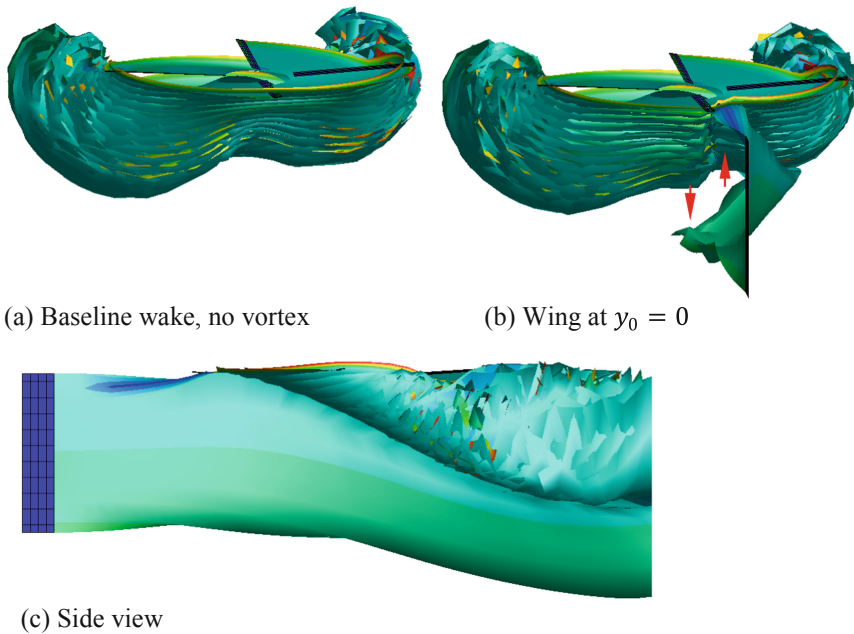 (a) Baseline wake, no vortex
(b) Wing at y₀ = 0
(c) Side view